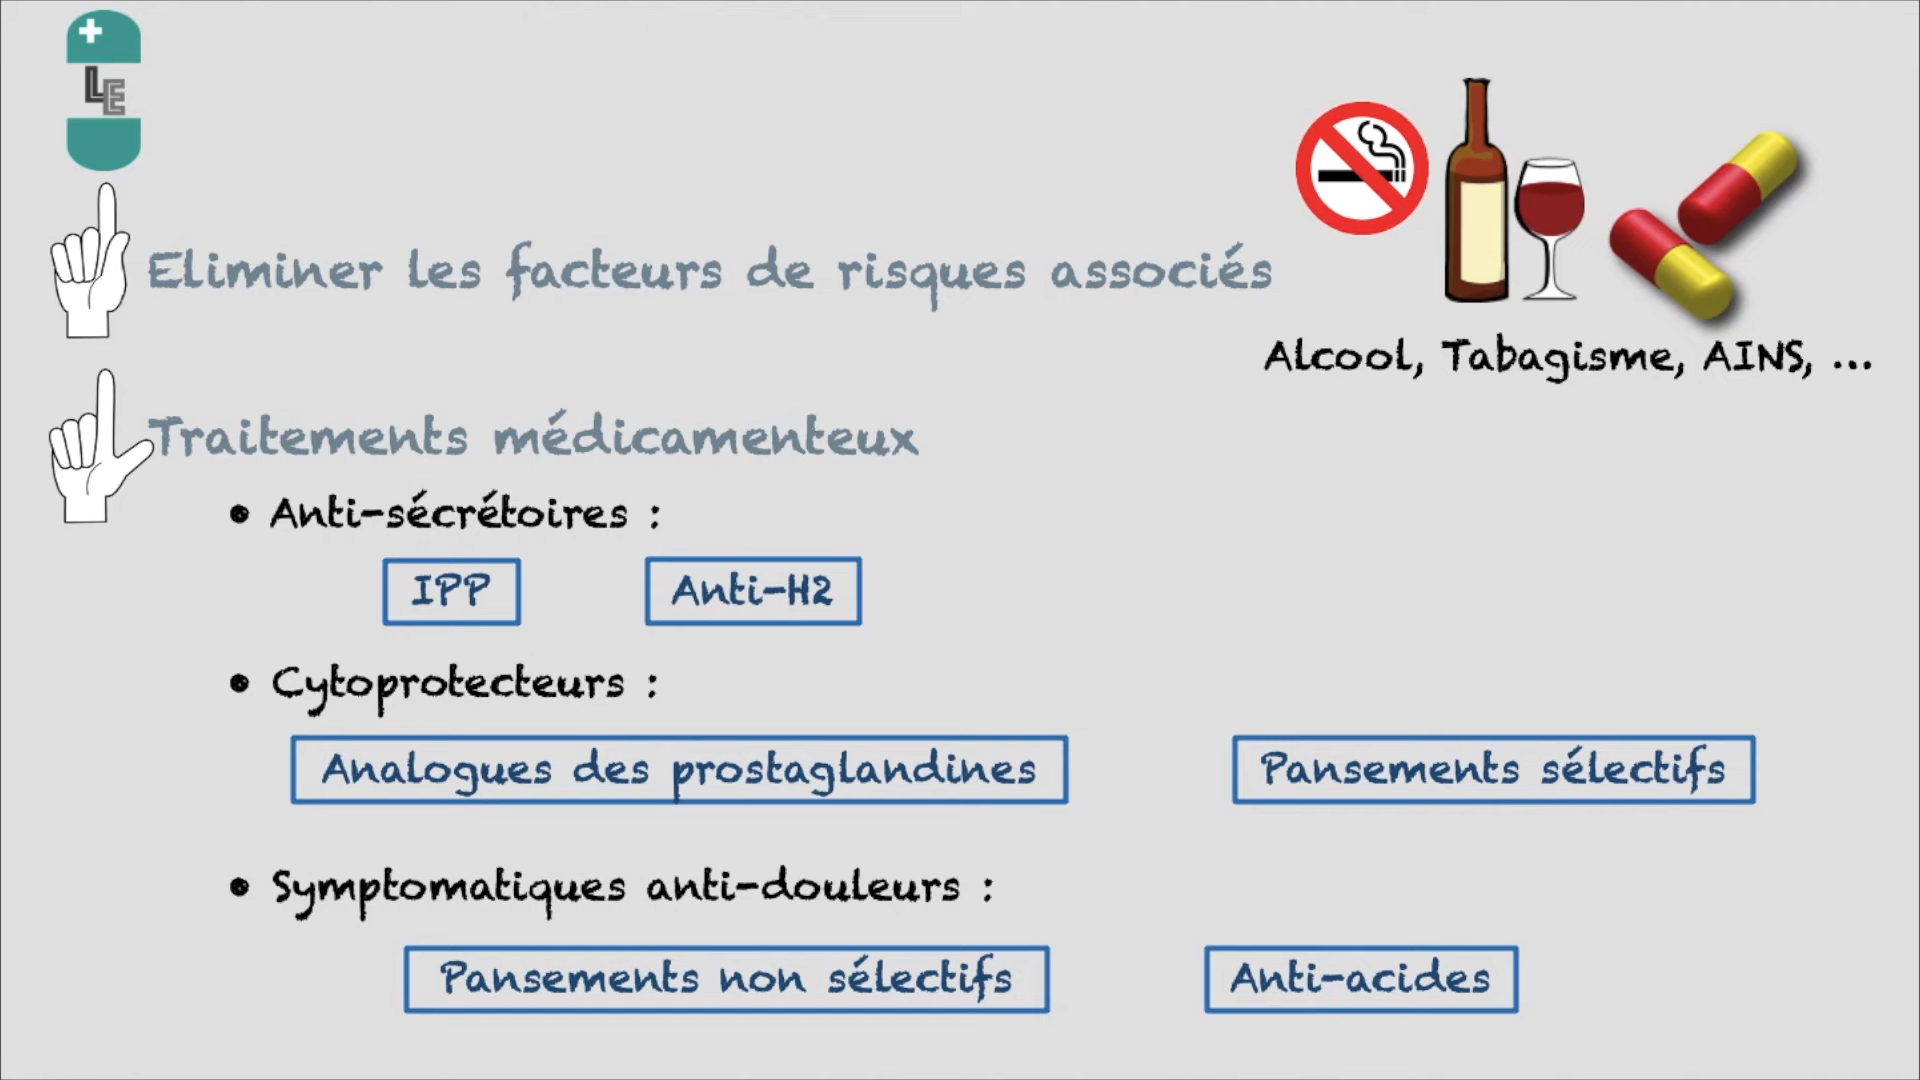 LE
Eliminer les facteurs de risques associés
Alcool, Tabagisme, AINS, ...
Traitements médicamenteux
• Anti-sécrétoires :
IPP
Anti-H2
• Cytoprotecteurs :
Analogues des prostaglandines
Pansements sélectifs
• Symptomatiques anti-douleurs :
Pansements non sélectifs
Anti-acides